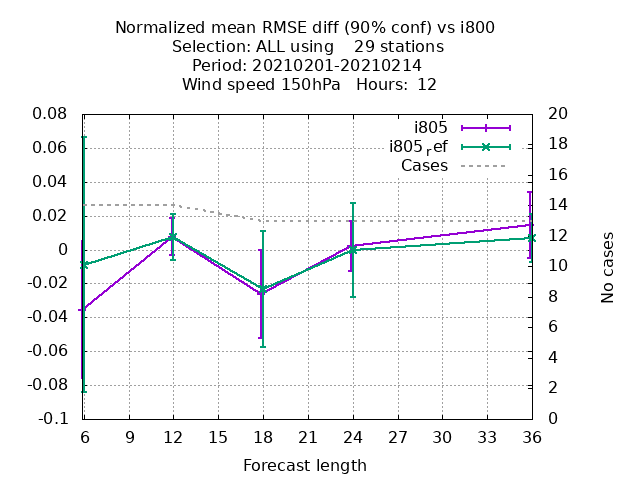 Normalized mean RMSE diff (90% conf) vs i800
Selection: ALL using    29 stations
Period: 20210201-20210214
Wind speed 150hPa   Hours:  12
i805
i805_ref
Cases
0.08
0.06
0.04
0.02
0
-0.02
-0.04
-0.06
-0.08
-0.1
20
18
16
14
12
10
8
6
4
2
0
No cases
6 9 12 15 18 21 24 27 30 33 36
Forecast length